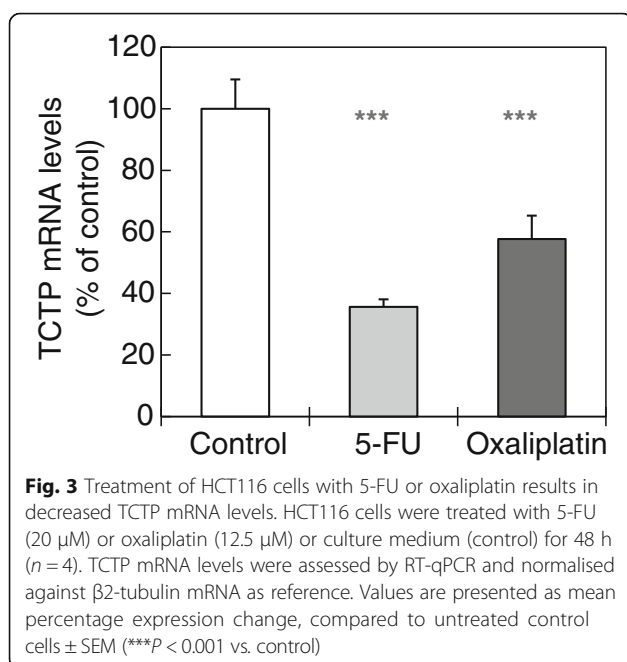 120
100
80
60
40
20
0
TCTP mRNA levels
(% of control)
***
***
Control
5-FU
Oxaliplatin
Fig. 3 Treatment of HCT116 cells with 5-FU or oxaliplatin results in
decreased TCTP mRNA levels. HCT116 cells were treated with 5-FU
(20 μM) or oxaliplatin (12.5 μM) or culture medium (control) for 48 h
(n = 4). TCTP mRNA levels were assessed by RT-qPCR and normalised
against β2-tubulin mRNA as reference. Values are presented as mean
percentage expression change, compared to untreated control
cells ± SEM (***P < 0.001 vs. control)